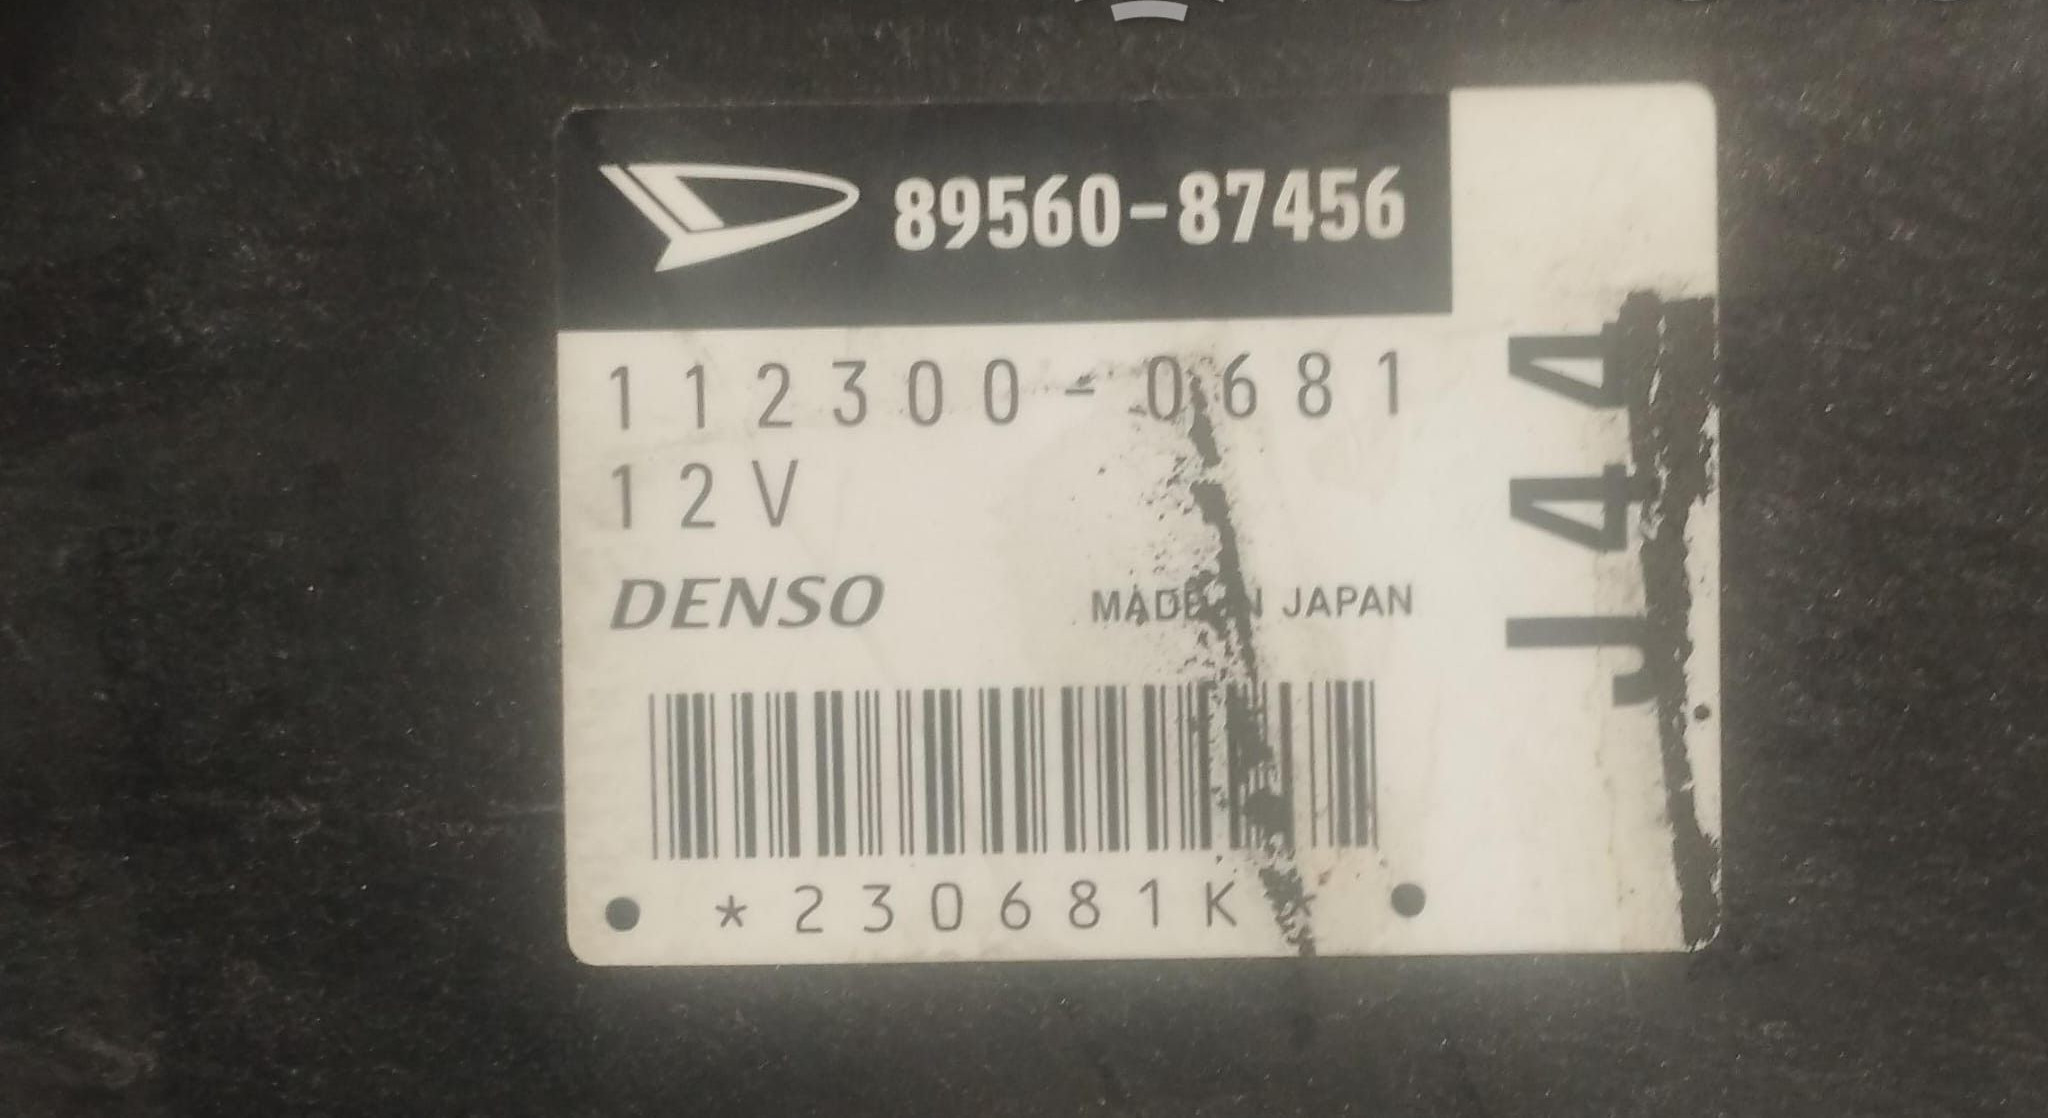 89560-87456
112300-0681
12V
DENSO
MADE IN JAPAN
*230681K*
J44